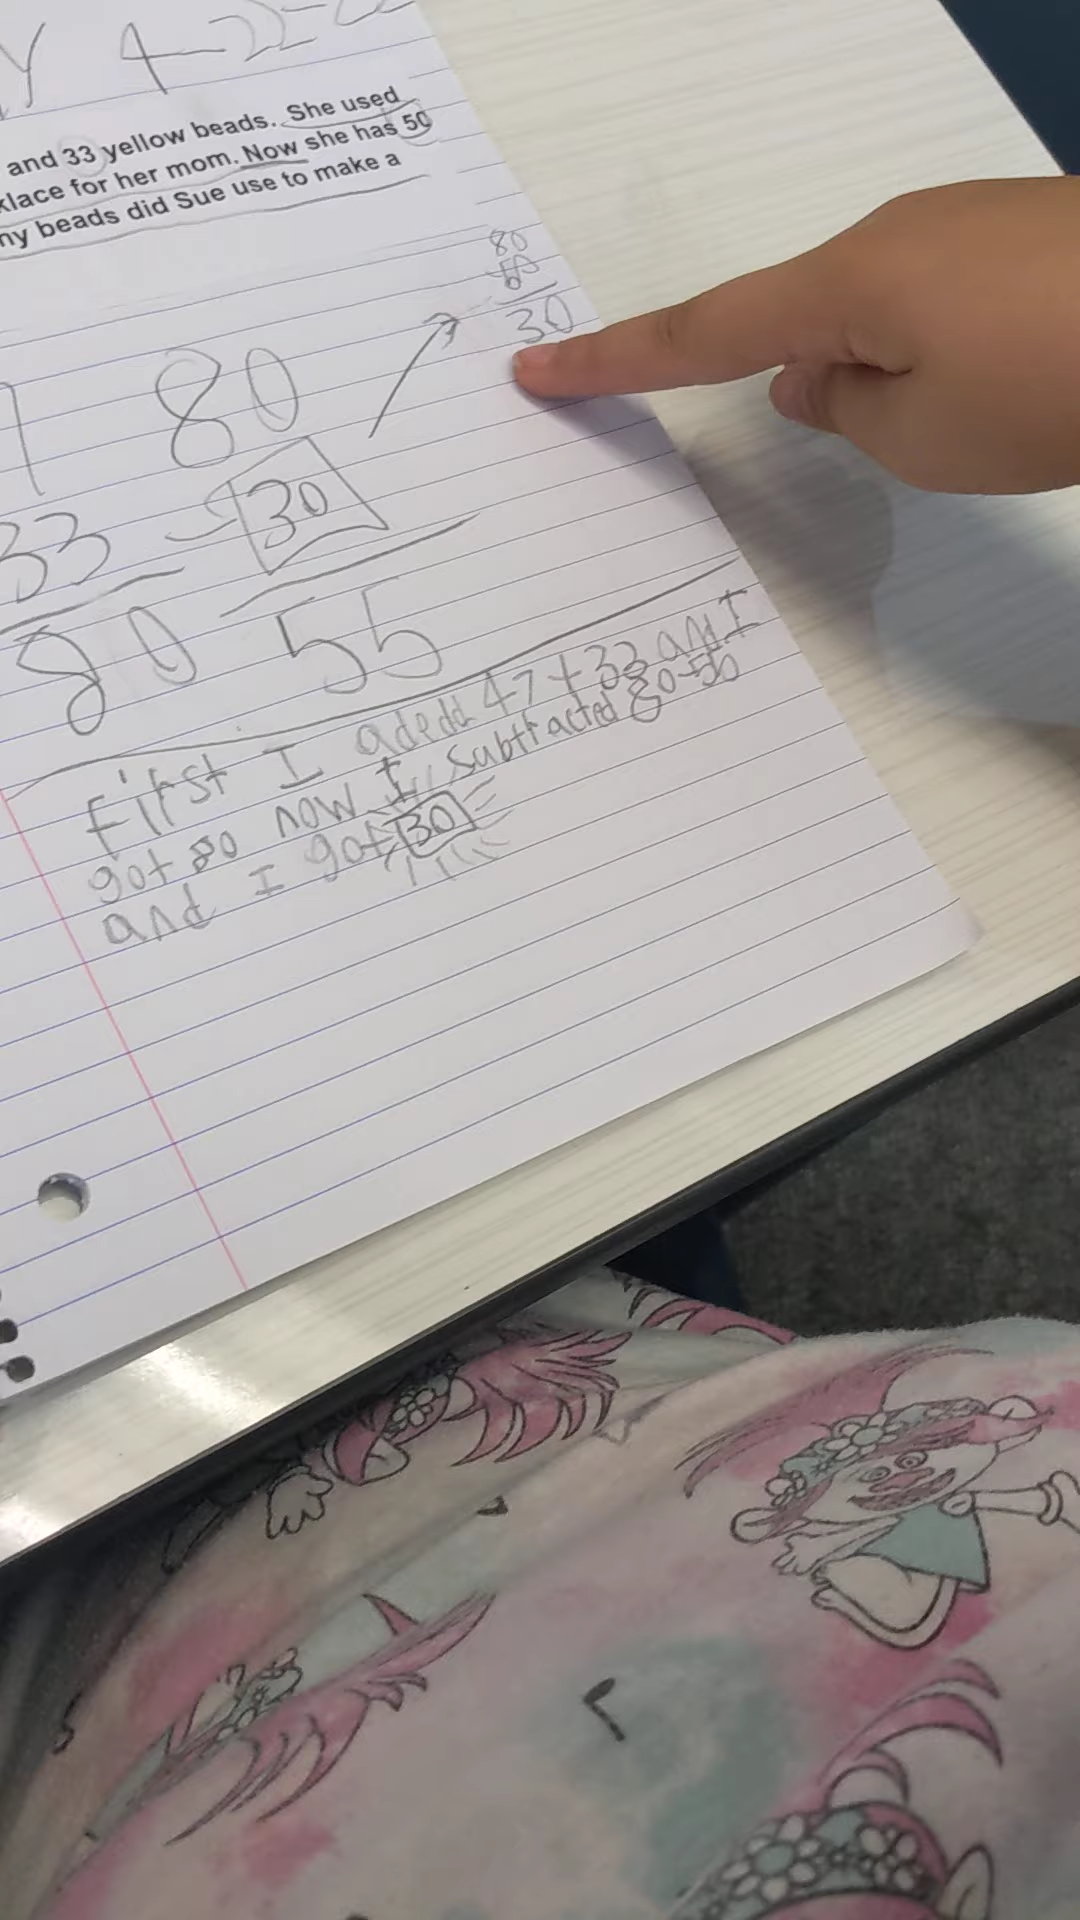 Y 4-22-
and 33 yellow beads. She used
klace for her mom. Now she has 50
ny beads did Sue use to make a
80
50
30
80
33 - 30
80 55
First I adedd 47+33 and I
got 80 now I subtracted 80-50
and I got 30